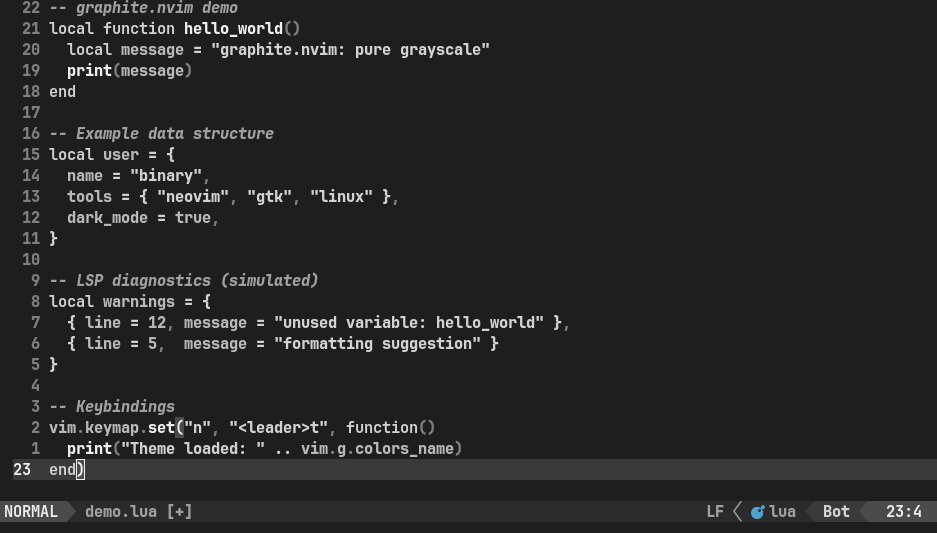 22 -- graphite.nvim demo
21 local function hello_world()
20   local message = "graphite.nvim: pure grayscale"
19   print(message)
18 end
17
16 -- Example data structure
15 local user = {
14   name = "binary",
13   tools = { "neovim", "gtk", "linux" },
12   dark_mode = true,
11 }
10
9 -- LSP diagnostics (simulated)
8 local warnings = {
7   { line = 12, message = "unused variable: hello_world" },
6   { line = 5,  message = "formatting suggestion" }
5 }
4
3 -- Keybindings
2 vim.keymap.set("n", "<leader>t", function()
1   print("Theme loaded: " .. vim.g.colors_name)
23 end)
NORMAL demo.lua [+] LF lua Bot 23:4